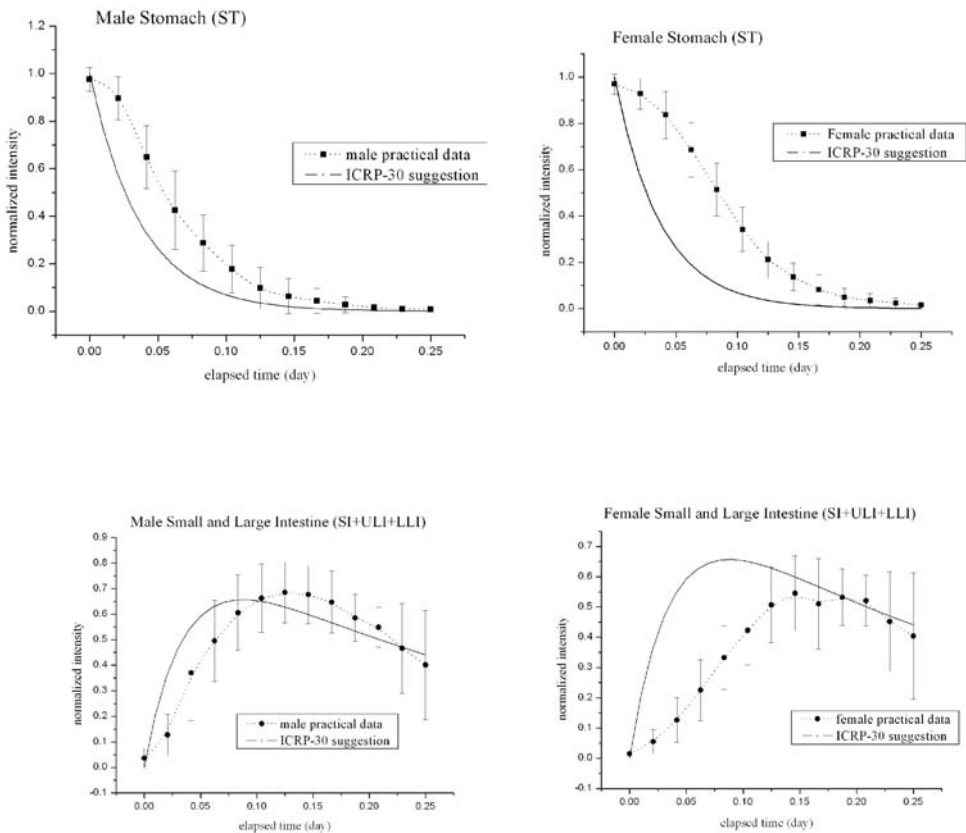 Male Stomach (ST)
1.2
1.0
0.8
0.6
0.4
0.2
0.0
normalized intensity
male practical data
ICRP-30 suggestion
0.00 0.05 0.10 0.15 0.20 0.25
elapsed time (day)
Female Stomach (ST)
1.0
0.8
0.6
0.4
0.2
0.0
normalized intensity
Female practical data
ICRP-30 suggestion
0.00 0.05 0.10 0.15 0.20 0.25
elapsed time (day)
Male Small and Large Intestine (SI+ULI+LLI)
0.8
0.7
0.6
0.5
0.4
0.3
0.2
0.1
0.0
-0.1
normalized intensity
male practical data
ICRP-30 suggestion
0.00 0.05 0.10 0.15 0.20 0.25
elapsed time (day)
Female Small and Large Intestine (SI+ULI+LLI)
0.7
0.6
0.5
0.4
0.3
0.2
0.1
0.0
-0.1
normalized intensity
female practical data
ICRP-30 suggestion
0.00 0.05 0.10 0.15 0.20 0.25
elapsed time (day)